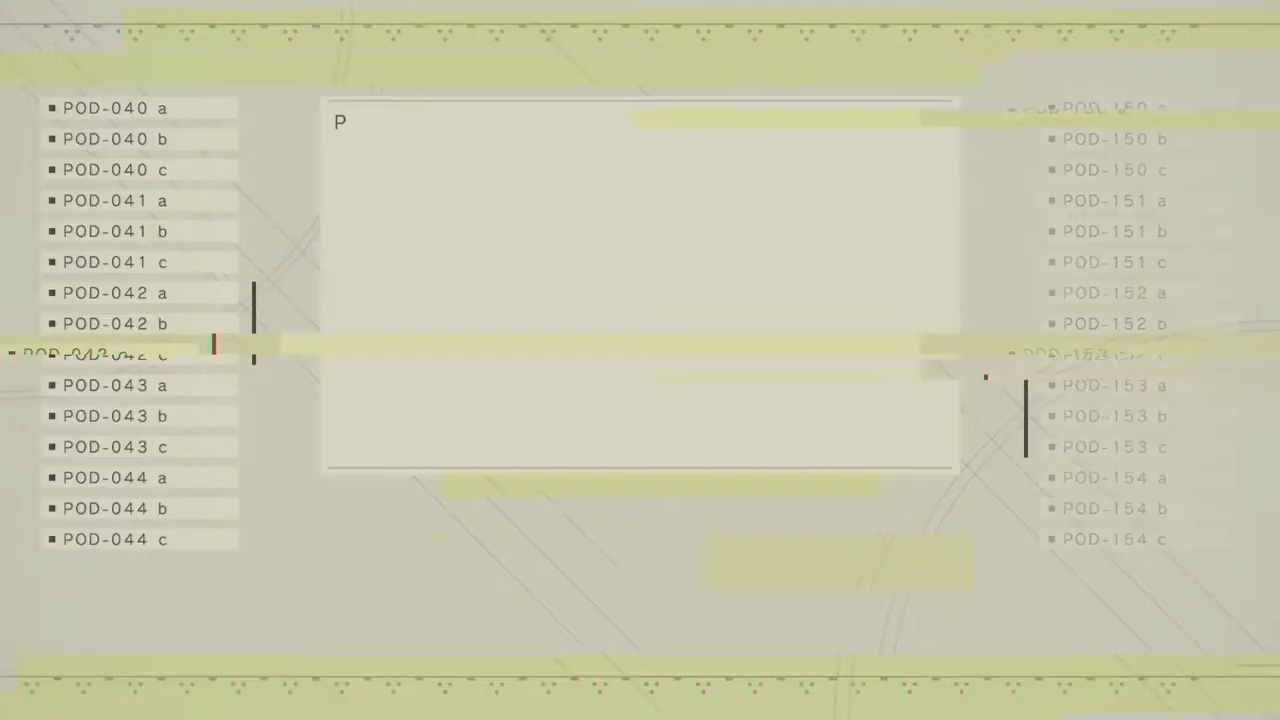 POD-040 a
POD-040 b
POD-040 c
POD-041 a
POD-041 b
POD-041 c
POD-042 a
POD-042 b
POD-043 a
POD-043 b
POD-043 c
POD-044 a
POD-044 b
POD-044 c
P
POD-150 b
POD-150 c
POD-151 a
POD-151 b
POD-151 c
POD-152 a
POD-152 b
POD-153 a
POD-153 b
POD-153 c
POD-154 a
POD-154 b
POD-154 c